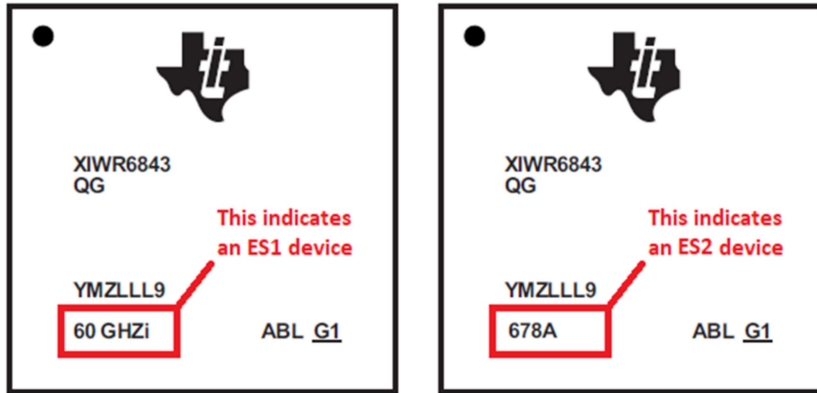 XIWR6843
QG
This indicates
an ES1 device
YMZLLL9
60 GHZi
ABL G1
XIWR6843
QG
This indicates
an ES2 device
YMZLLL9
678A
ABL G1